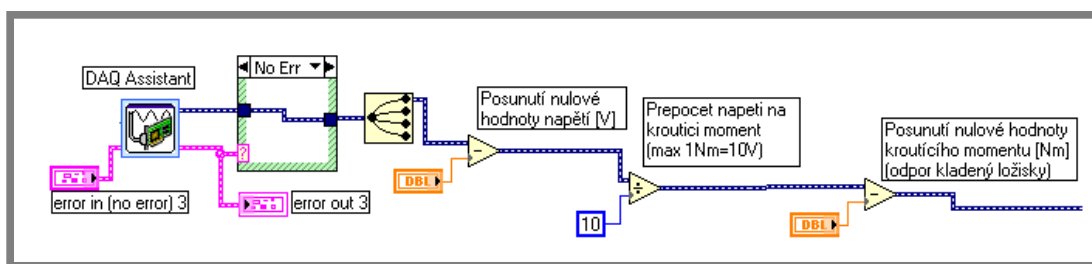 DAQ Assistant
No Err
?
error in (no error) 3
error out 3
Posunutí nulové
hodnoty napětí [V]
DBL
Prepocet napeti na
kroutici moment
(max 1Nm=10V)
10
Posunutí nulové hodnoty
kroutícího momentu [Nm]
(odpor kladený ložisky)
DBL